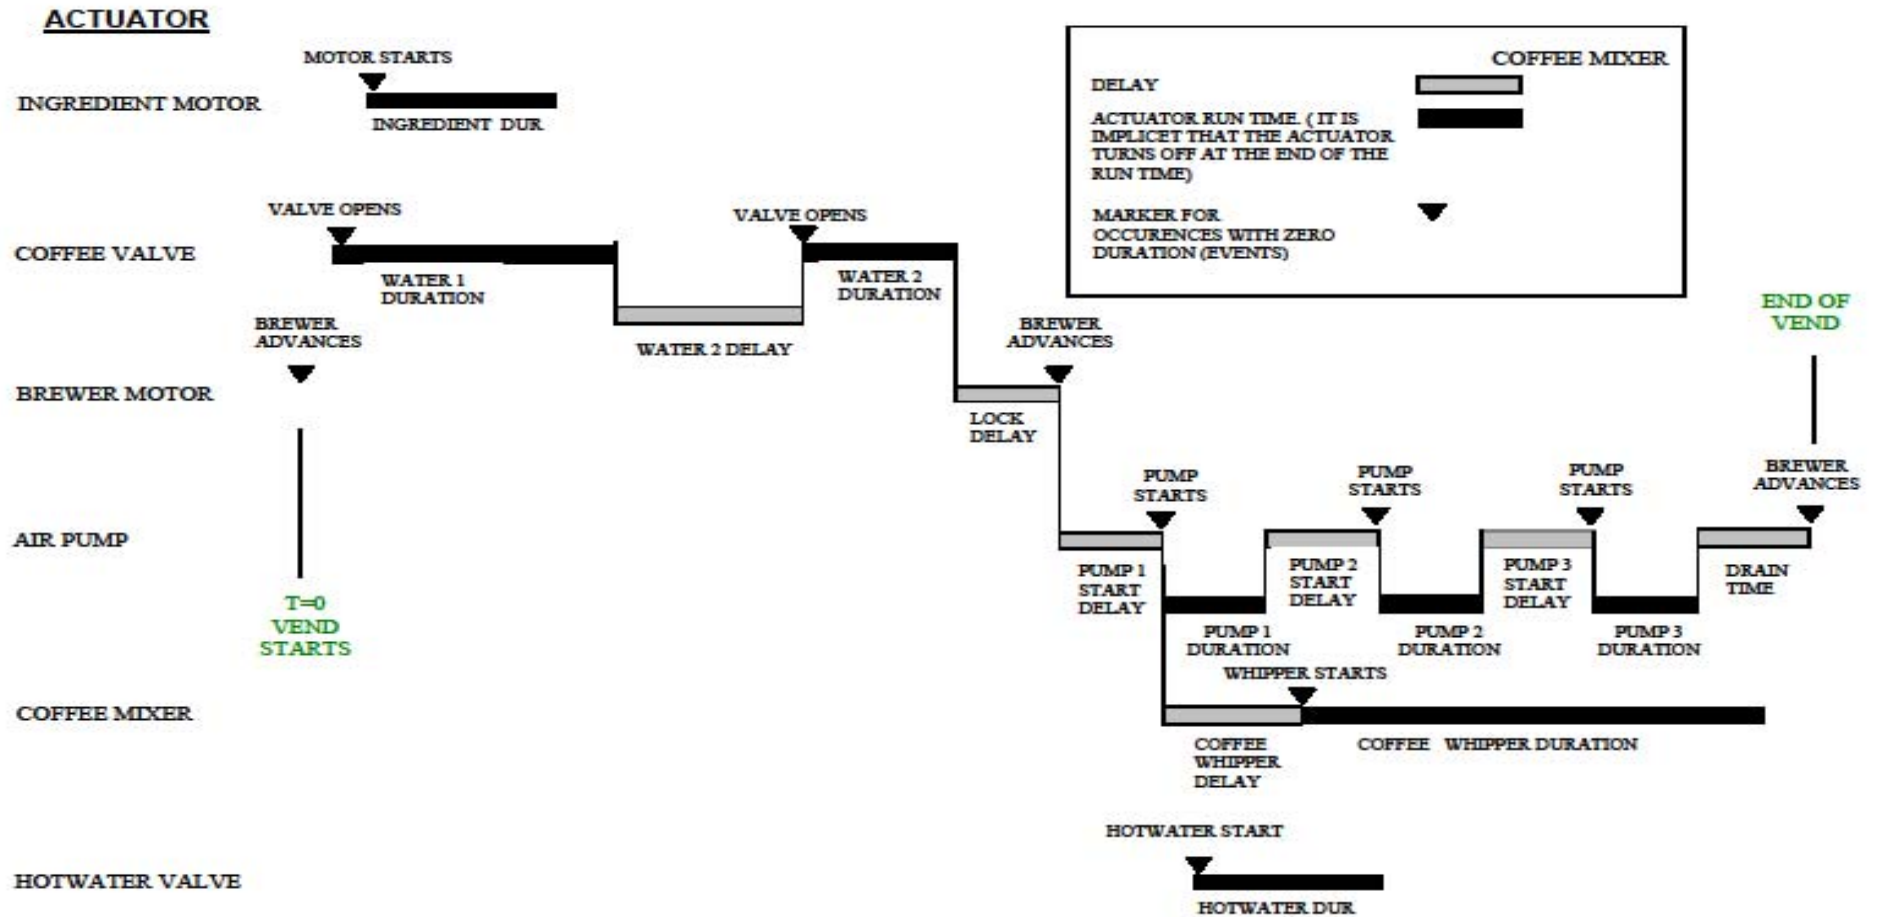 ACTUATOR
MOTOR STARTS
INGREDIENT MOTOR
INGREDIENT DUR
COFFEE MIXER
DELAY
ACTUATOR RUN TIME. ( IT IS
IMPLICET THAT THE ACTUATOR
TURNS OFF AT THE END OF THE
RUN TIME)
MARKER FOR
OCCURENCES WITH ZERO
DURATION (EVENTS)
VALVE OPENS
VALVE OPENS
COFFEE VALVE
WATER 1
DURATION
WATER 2
DURATION
WATER 2 DELAY
BREWER
ADVANCES
BREWER
ADVANCES
END OF
VEND
BREWER MOTOR
LOCK
DELAY
PUMP
STARTS
PUMP
STARTS
PUMP
STARTS
BREWER
ADVANCES
AIR PUMP
T=0
VEND
STARTS
PUMP 1
START
DELAY
PUMP 2
START
DELAY
PUMP 3
START
DELAY
DRAIN
TIME
PUMP 1
DURATION
PUMP 2
DURATION
PUMP 3
DURATION
WHIPPER STARTS
COFFEE MIXER
COFFEE
WHIPPER
DELAY
COFFEE WHIPPER DURATION
HOTWATER START
HOTWATER VALVE
HOTWATER DUR